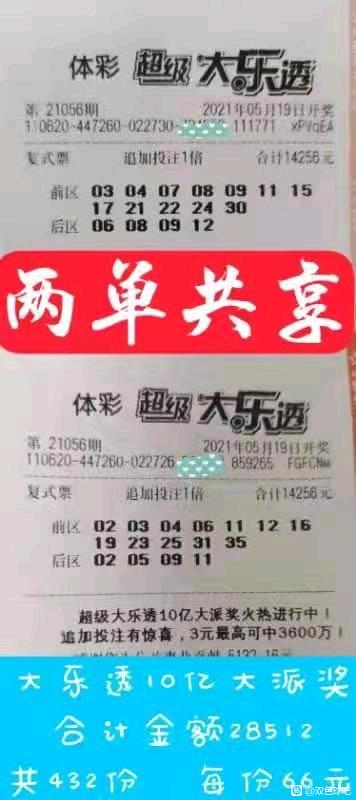 体彩 超级大乐透
第 21056期 2021年05月19日开奖
110620-447260-022730- 111771 xPVqEA
复式票 追加投注1倍 合计14256元
前区 03 04 07 08 09 11 15
17 21 22 24 30
后区 06 08 09 12
两单共享
体彩 超级大乐透
第 21056期 2021年05月19日开奖
110620-447260-022726- 859265 FGFCNw
复式票 追加投注1倍 合计14256元
前区 02 03 04 06 11 12 16
19 23 25 31 35
后区 02 05 09 11
超级大乐透10亿大派奖火热进行中！
追加投注有惊喜，3元最高可中3600万！
6132.16元
大乐透10亿大派奖
合计金额28512
共432份 每份66元
@双色球吧